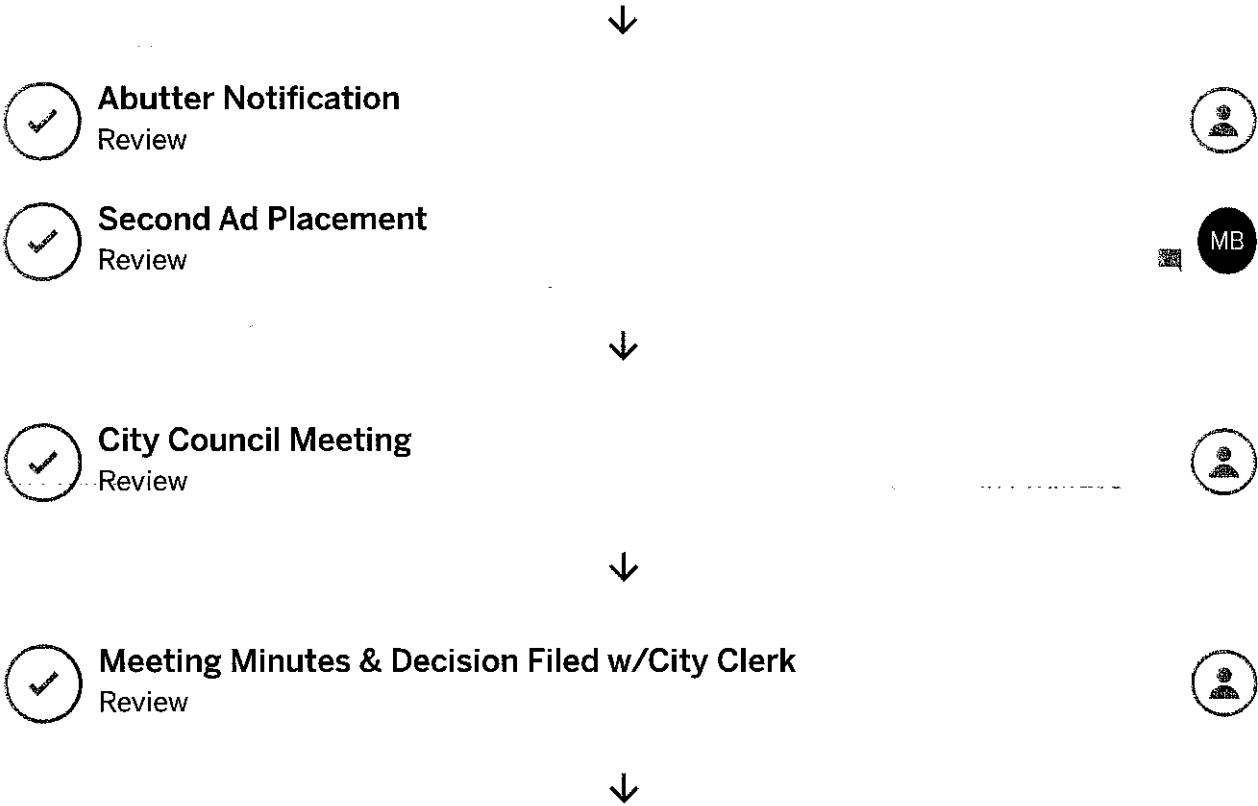 Abutter Notification
Review
Second Ad Placement
Review
MB
City Council Meeting
Review
Meeting Minutes & Decision Filed w/City Clerk
Review